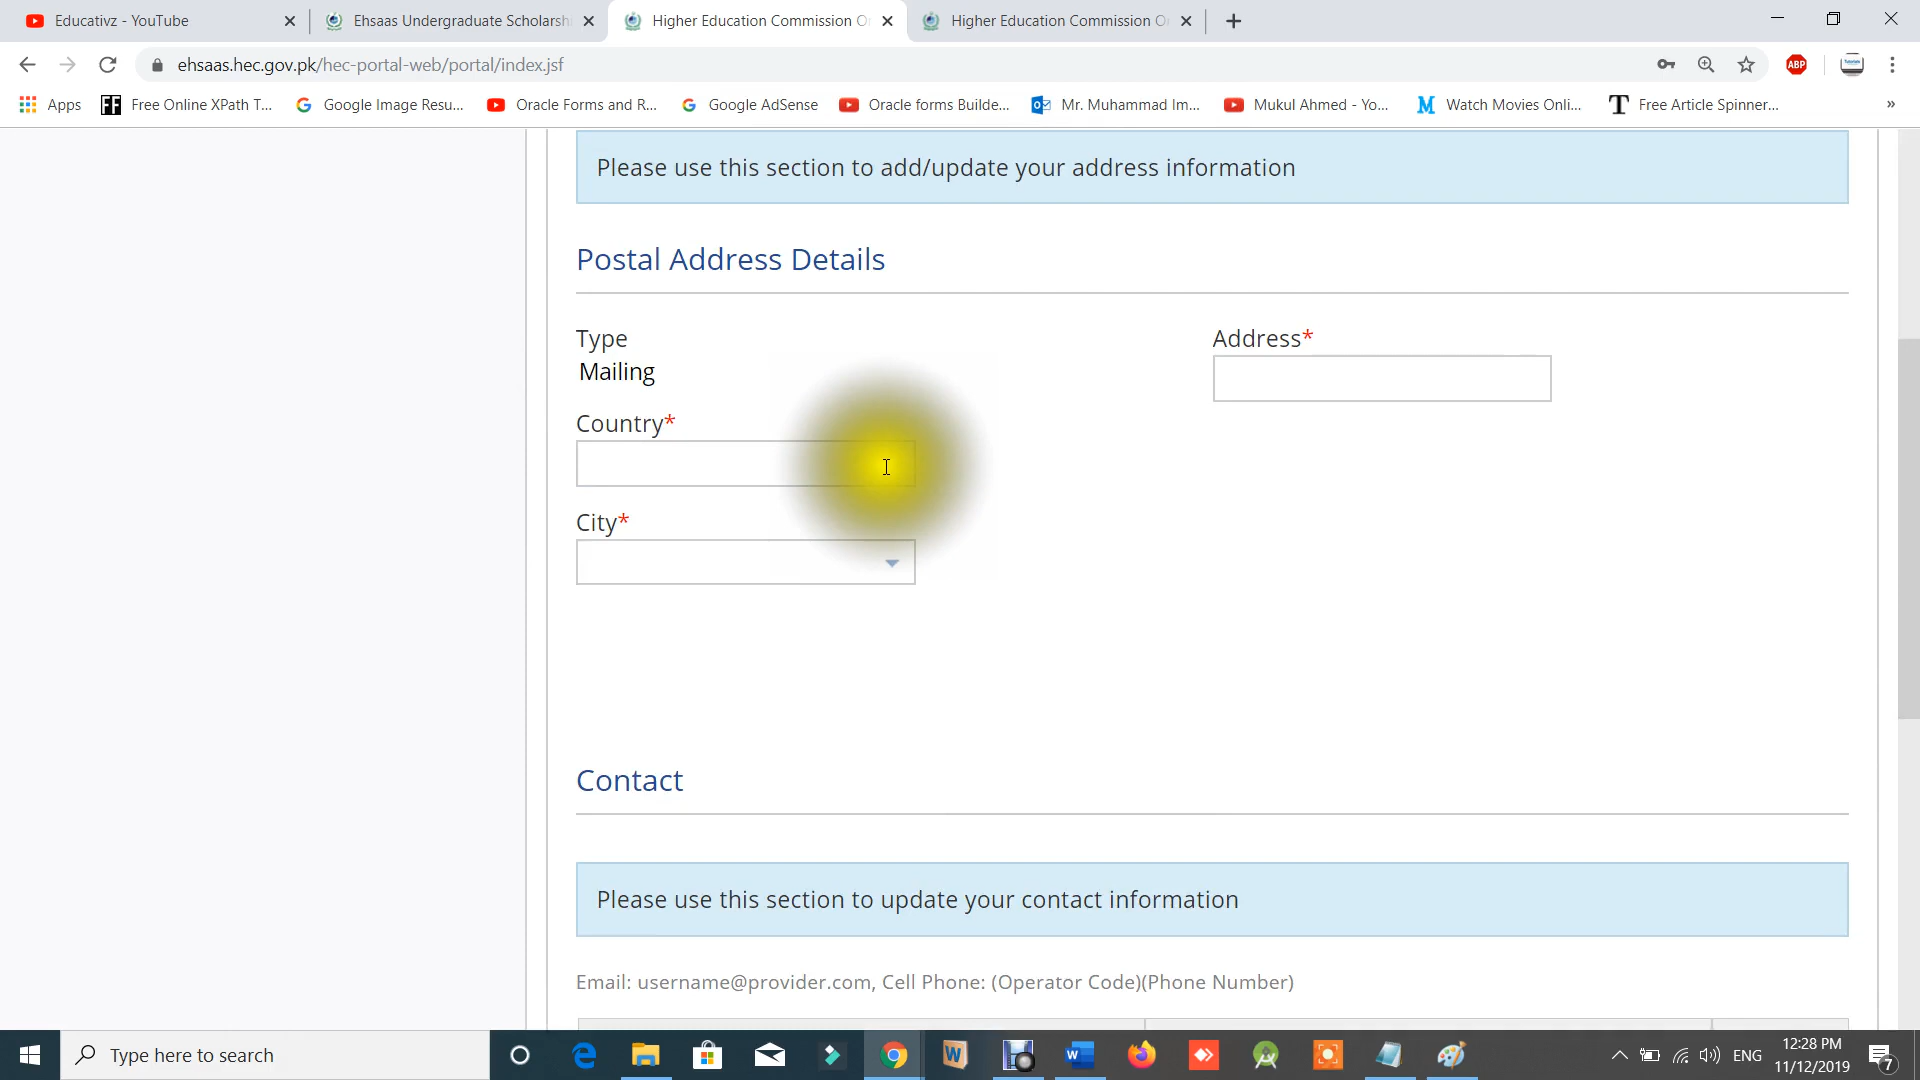 Educativz - YouTube
Ehsaas Undergraduate Scholarsh
Higher Education Commission O
Higher Education Commission O
ehsaas.hec.gov.pk/hec-portal-web/portal/index.jsf
ABP
Apps
Free Online XPath T...
Google Image Resu...
Oracle Forms and R...
Google AdSense
Oracle forms Builde...
Mr. Muhammad Im...
Mukul Ahmed - Yo...
Watch Movies Onli...
Free Article Spinner...
»
Please use this section to add/update your address information
Postal Address Details
Type
Address*
Mailing
Country*
City*
Contact
Please use this section to update your contact information
Email: username@provider.com, Cell Phone: (Operator Code)(Phone Number)
Type here to search
ENG
12:28 PM
11/12/2019
7